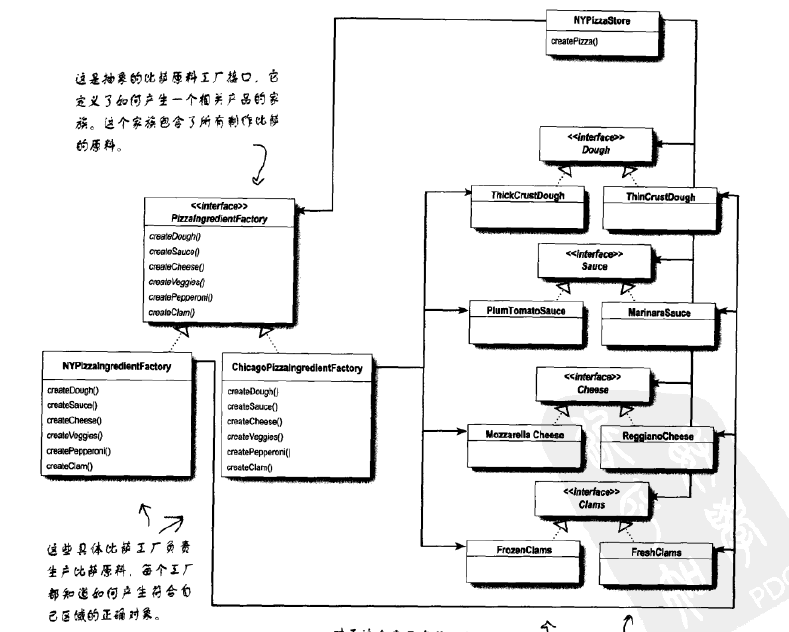 NYPizzaStore
createPizza()
这是抽象的比萨原料工厂接口，它
定义了如何产生一个相关产品的家
族。这个家族包含了所有制作比萨
的原料。
<<interface>>
Dough
ThickCrustDough
ThinCrustDough
<<interface>>
PizzaIngredientFactory
createDough()
createSauce()
createCheese()
createVeggies()
createPepperoni()
createClam()
<<interface>>
Sauce
PlumTomatoSauce
MarinaraSauce
NYPizzaIngredientFactory
createDough()
createSauce()
createCheese()
createVeggies()
createPepperoni()
createClam()
ChicagoPizzaIngredientFactory
createDough()
createSauce()
createCheese()
createVeggies()
createPepperoni()
createClam()
<<interface>>
Cheese
Mozzarella Cheese
ReggianoCheese
<<interface>>
Clams
FrozenClams
FreshClams
这些具体比萨工厂负责
生产比萨原料，每个工厂
都知道如何产生符合自
己区域的正确对象。
PDG